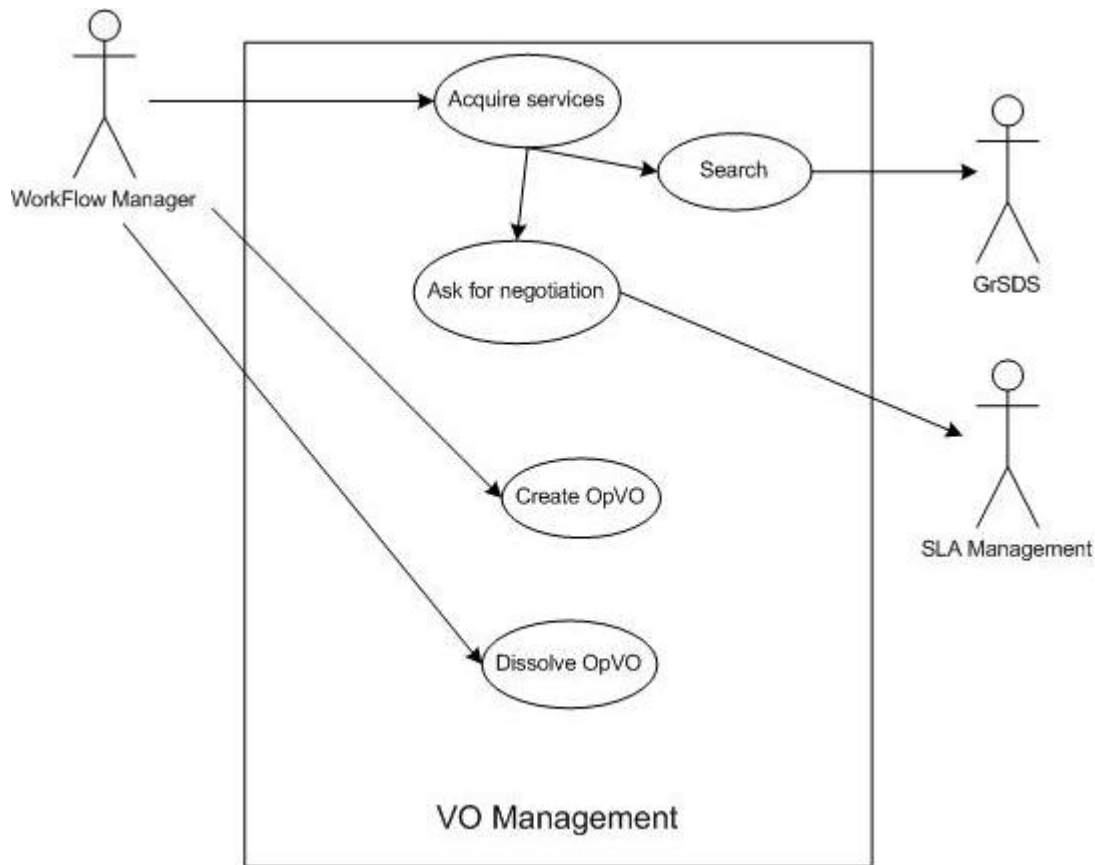 Acquire services
Search
WorkFlow Manager
GrSDS
Ask for negotiation
Create OpVO
SLA Management
Dissolve OpVO
VO Management